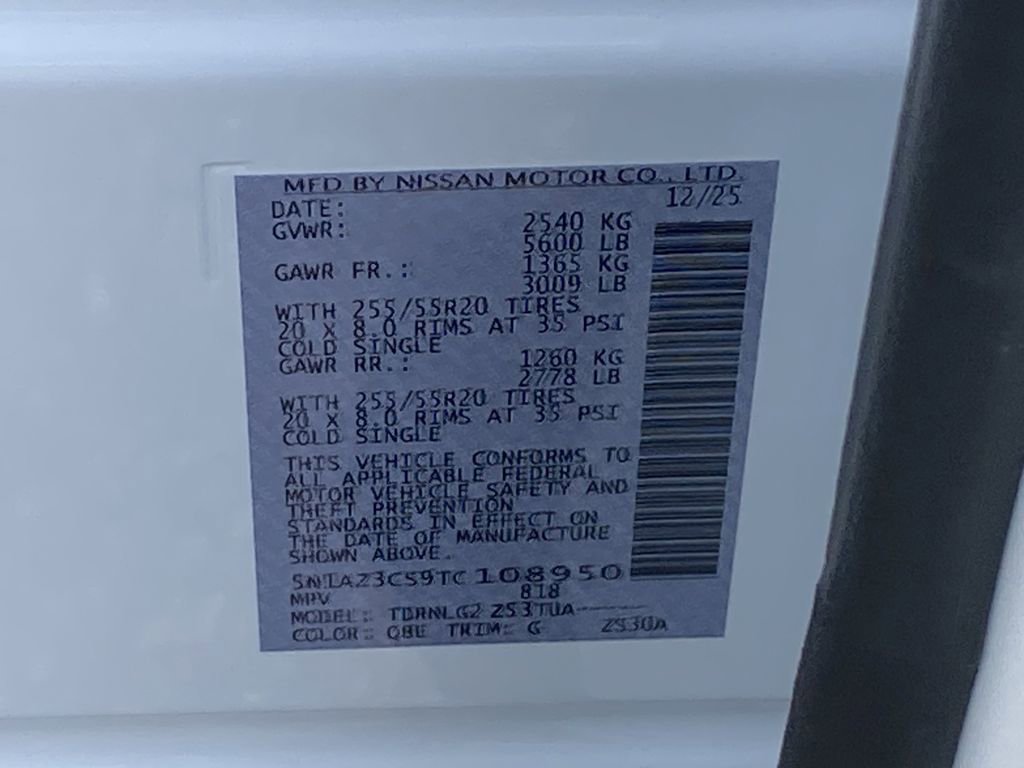 MFD BY NISSAN MOTOR CO., LTD.
DATE: 12/25
GVWR: 2540 KG
5600 LB
GAWR FR.: 1365 KG
3009 LB
WITH 255/55R20 TIRES
20 X 8.0 RIMS AT 35 PSI
COLD SINGLE
GAWR RR.: 1260 KG
2778 LB
WITH 255/55R20 TIRES
20 X 8.0 RIMS AT 35 PSI
COLD SINGLE
THIS VEHICLE CONFORMS TO
ALL APPLICABLE FEDERAL
MOTOR VEHICLE SAFETY AND
THEFT PREVENTION
STANDARDS IN EFFECT ON
THE DATE OF MANUFACTURE
SHOWN ABOVE.
5N1AZ3CS9TC108950
MPV 818
MODEL:
COLOR: QBE TRIM: G